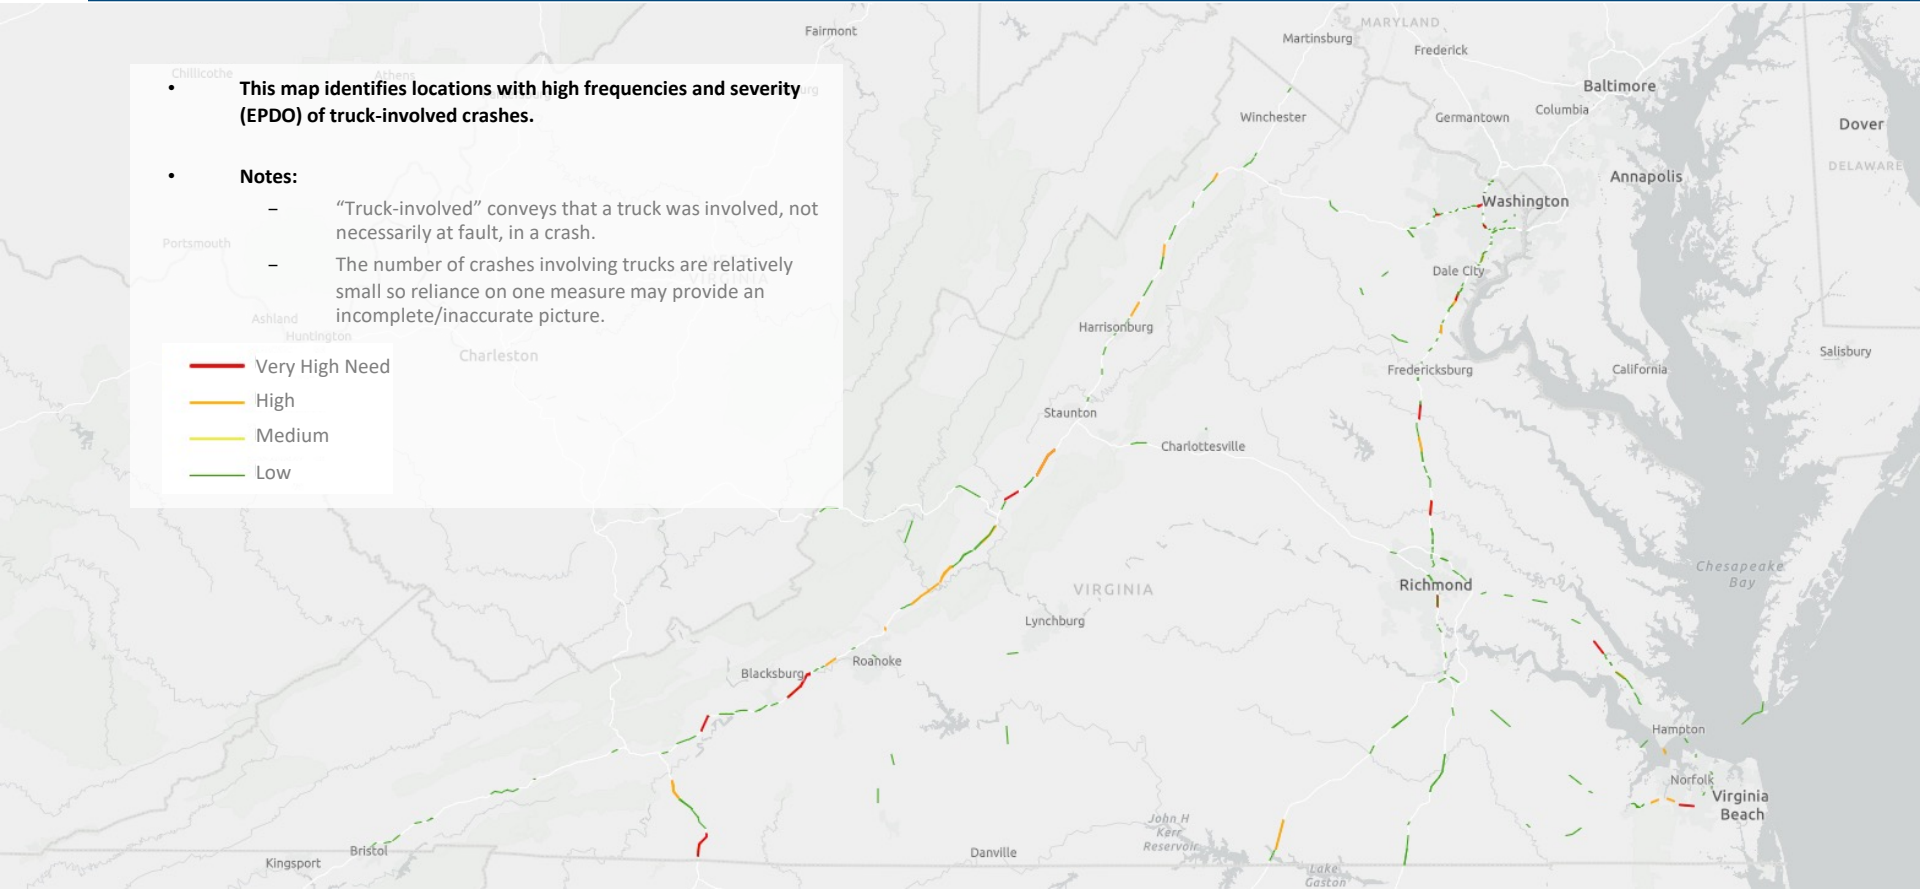 Fairmont
MARYLAND
Martinsburg
Frederick
Chillicothe
Athens
• This map identifies locations with high frequencies and severity
(EPDO) of truck-involved crashes.
Baltimore
Columbia
Winchester
Germantown
Dover
DELAWARE
Annapolis
• Notes:
– “Truck-involved” conveys that a truck was involved, not
necessarily at fault, in a crash.
– The number of crashes involving trucks are relatively
small so reliance on one measure may provide an
incomplete/inaccurate picture.
Washington
Portsmouth
VIRGINIA
Dale City
Ashland
Huntington
Charleston
Harrisonburg
Salisbury
Very High Need
High
Medium
Low
Fredericksburg
California
Staunton
Charlottesville
Chesapeake
Bay
Richmond
VIRGINIA
Lynchburg
Roanoke
Blacksburg
Hampton
Norfolk
Virginia
Beach
John H
Kerr
Reservoir
Bristol
Kingsport
Danville
Lake
Gaston